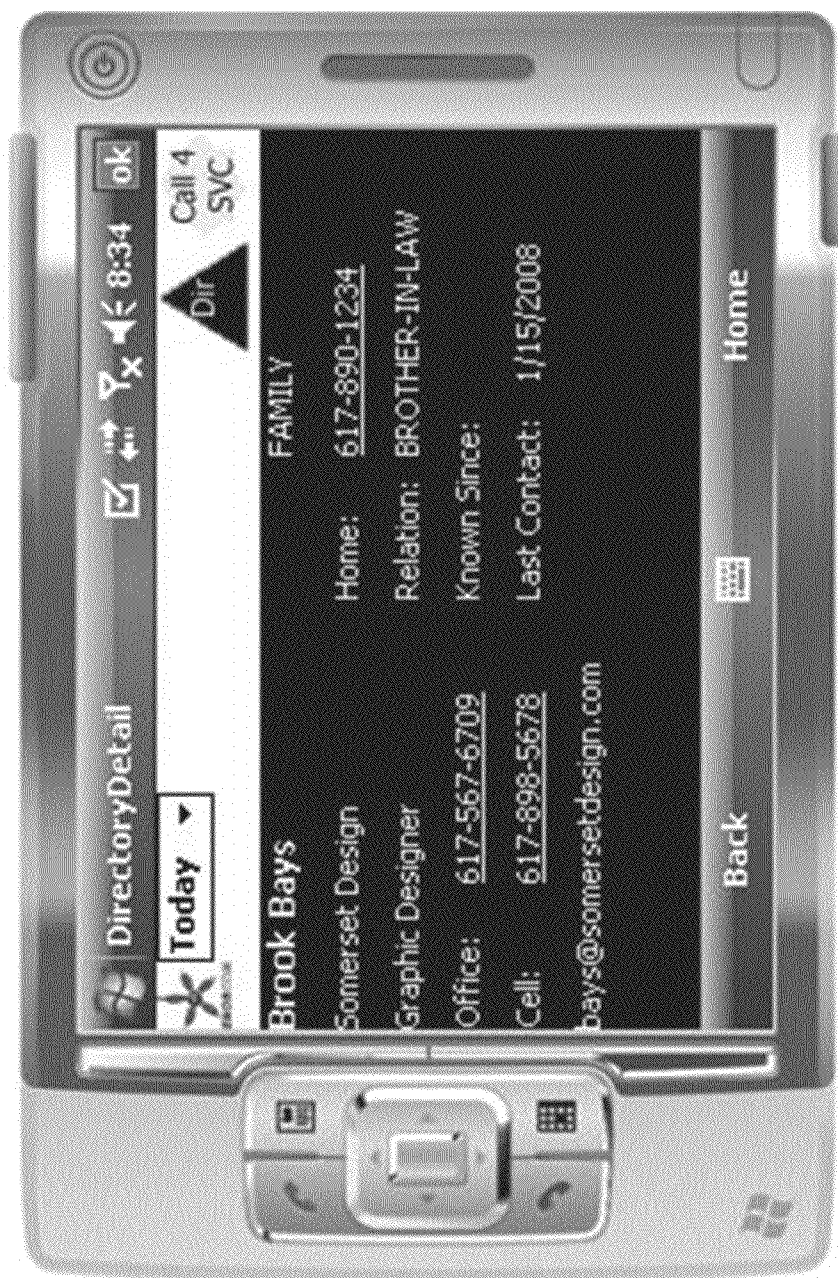 DirectoryDetail 8:34 ok
Today Dir Call 4 SVC
Brook Bays FAMILY
Somerset Design Home: 617-890-1234
Graphic Designer Relation: BROTHER-IN-LAW
Office: 617-567-6709 Known Since:
Cell: 617-898-5678 Last Contact: 1/15/2008
bays@somersetdesign.com
Back Home